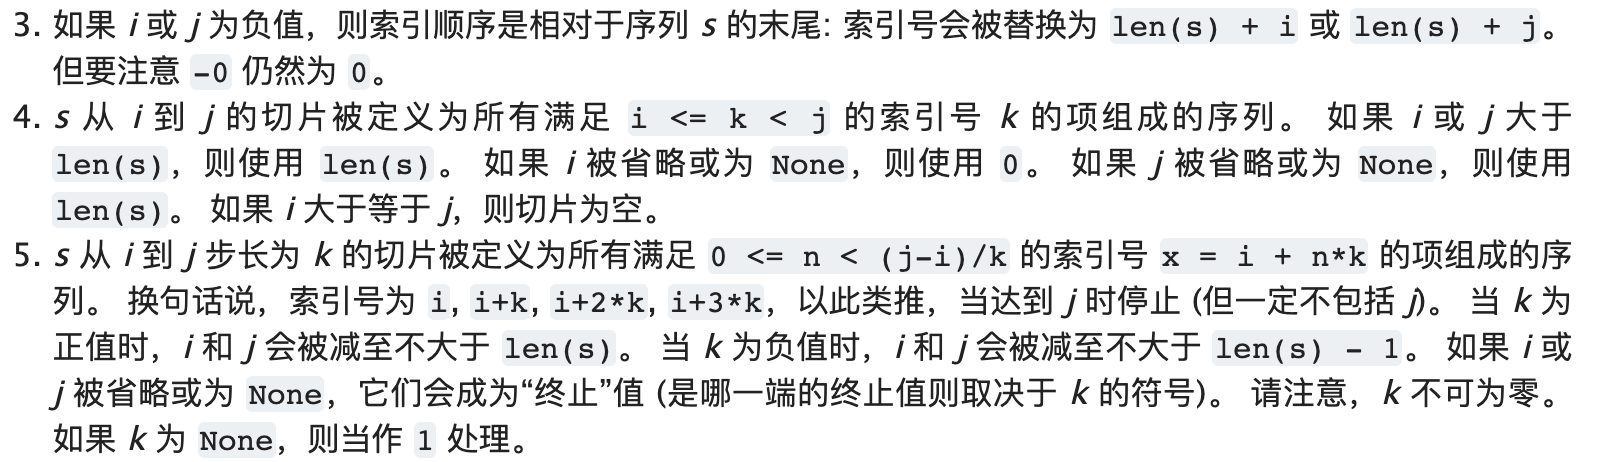 3. 如果 i 或 j 为负值，则索引顺序是相对于序列 s 的末尾: 索引号会被替换为 len(s) + i 或 len(s) + j。
但要注意 -0 仍然为 0。
4. s 从 i 到 j 的切片被定义为所有满足 i <= k < j 的索引号 k 的项组成的序列。 如果 i 或 j 大于
len(s)，则使用 len(s)。 如果 i 被省略或为 None，则使用 0。 如果 j 被省略或为 None，则使用
len(s)。 如果 i 大于等于 j，则切片为空。
5. s 从 i 到 j 步长为 k 的切片被定义为所有满足 0 <= n < (j-i)/k 的索引号 x = i + n*k 的项组成的序
列。 换句话说，索引号为 i, i+k, i+2*k, i+3*k，以此类推，当达到 j 时停止 (但一定不包括 j)。 当 k 为
正值时，i 和 j 会被减至不大于 len(s)。 当 k 为负值时，i 和 j 会被减至不大于 len(s) - 1。 如果 i 或
j 被省略或为 None，它们会成为“终止”值 (是哪一端的终止值则取决于 k 的符号)。 请注意，k 不可为零。
如果 k 为 None，则当作 1 处理。